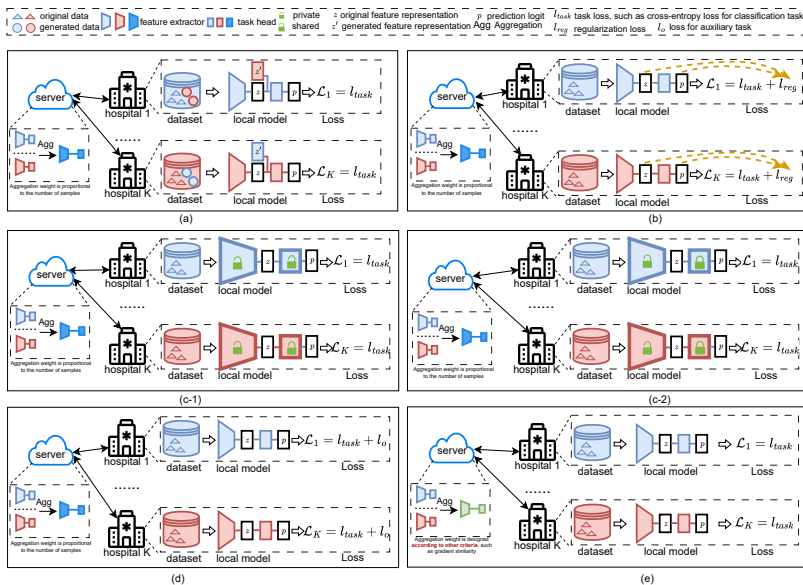 original data
generated data
feature extractor
task head
private
shared
z original feature representation
z' generated feature representation
p prediction logit
Agg Aggregation
l_task task loss, such as cross-entropy loss for classification task
l_reg regularization loss
l_o loss for auxiliary task
server
hospital 1
hospital K
......
Agg
Aggregation weight is proportional
to the number of samples
z'
z
p
L_1 = l_task
dataset
local model
Loss
z'
z
p
L_K = l_task
(a)
server
hospital 1
hospital K
......
Agg
Aggregation weight is proportional
to the number of samples
z
p
L_1 = l_task + l_reg
dataset
local model
Loss
z
p
L_K = l_task + l_reg
(b)
server
hospital 1
hospital K
......
Agg
Aggregation weight is proportional
to the number of samples
z
p
L_1 = l_task
dataset
local model
Loss
z
p
L_K = l_task
dataset
local model
Loss
(c-1)
server
hospital 1
hospital K
......
Agg
Aggregation weight is proportional
to the number of samples
z
p
L_1 = l_task
dataset
local model
Loss
z
p
L_K = l_task
dataset
local model
Loss
(c-2)
server
hospital 1
hospital K
......
Agg
Aggregation weight is proportional
to the number of samples
z
p
L_1 = l_task + l_o
dataset
local model
Loss
z
p
L_K = l_task + l_o
(d)
server
hospital 1
hospital K
......
Agg
Aggregation weight is designed
according to other criteria, such
as gradient similarity
z
p
L_1 = l_task
dataset
local model
Loss
z
p
L_K = l_task
(e)